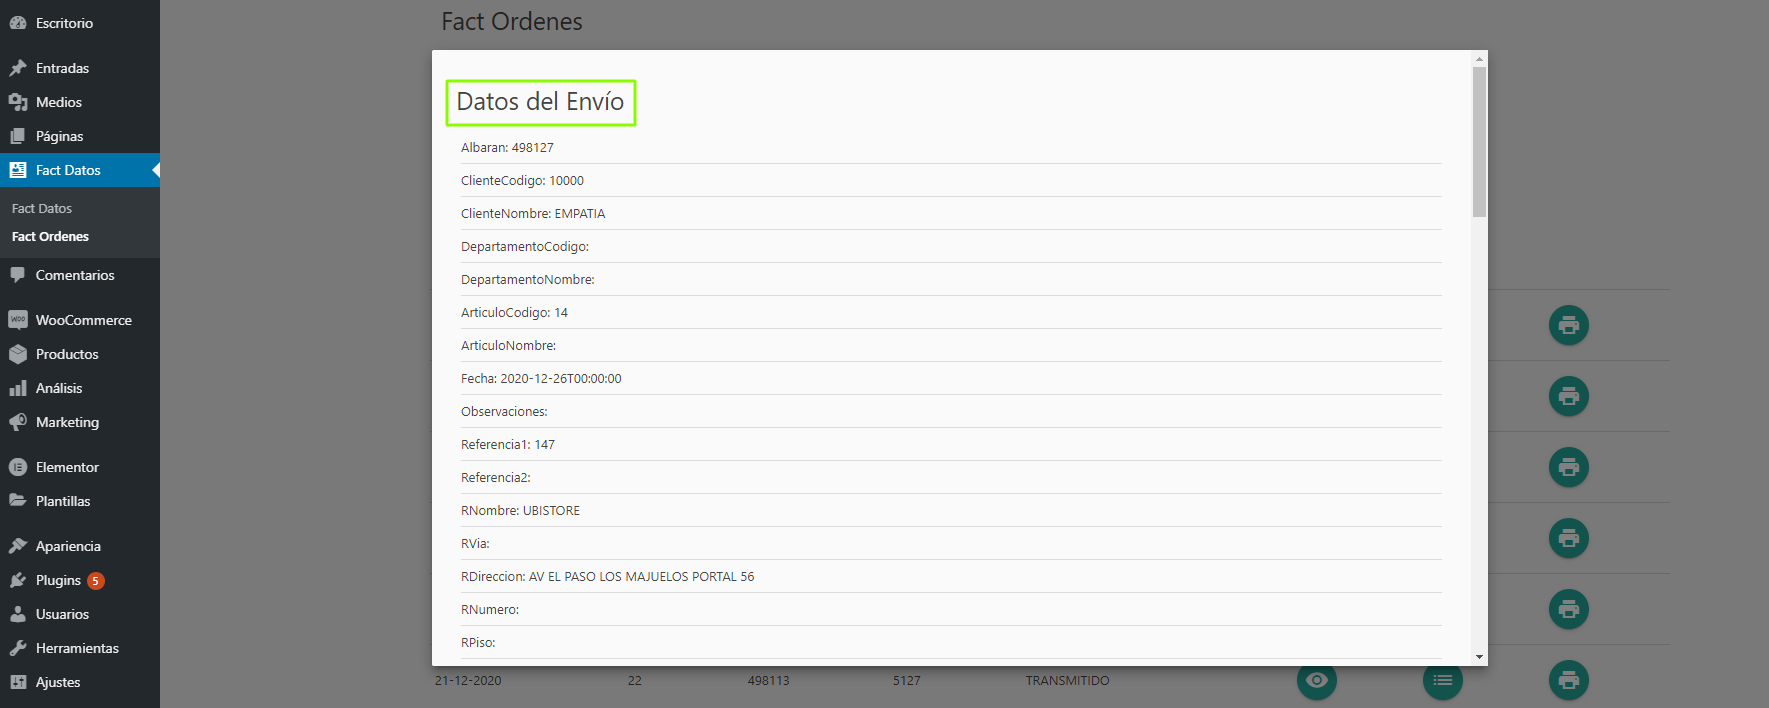 Escritorio
Entradas
Medios
Páginas
Fact Datos
Fact Datos
Fact Ordenes
Comentarios
WOO WooCommerce
Productos
Análisis
Marketing
Elementor
Plantillas
Apariencia
Plugins 5
Usuarios
Herramientas
Ajustes
Fact Ordenes
Datos del Envío
Albaran: 498127
ClienteCodigo: 10000
ClienteNombre: EMPATIA
DepartamentoCodigo:
DepartamentoNombre:
ArticuloCodigo: 14
ArticuloNombre:
Fecha: 2020-12-26T00:00:00
Observaciones:
Referencia1: 147
Referencia2:
RNombre: UBISTORE
RVia:
RDireccion: AV EL PASO LOS MAJUELOS PORTAL 56
RNumero:
RPiso:
21-12-2020 22 498113 5127 TRANSMITIDO